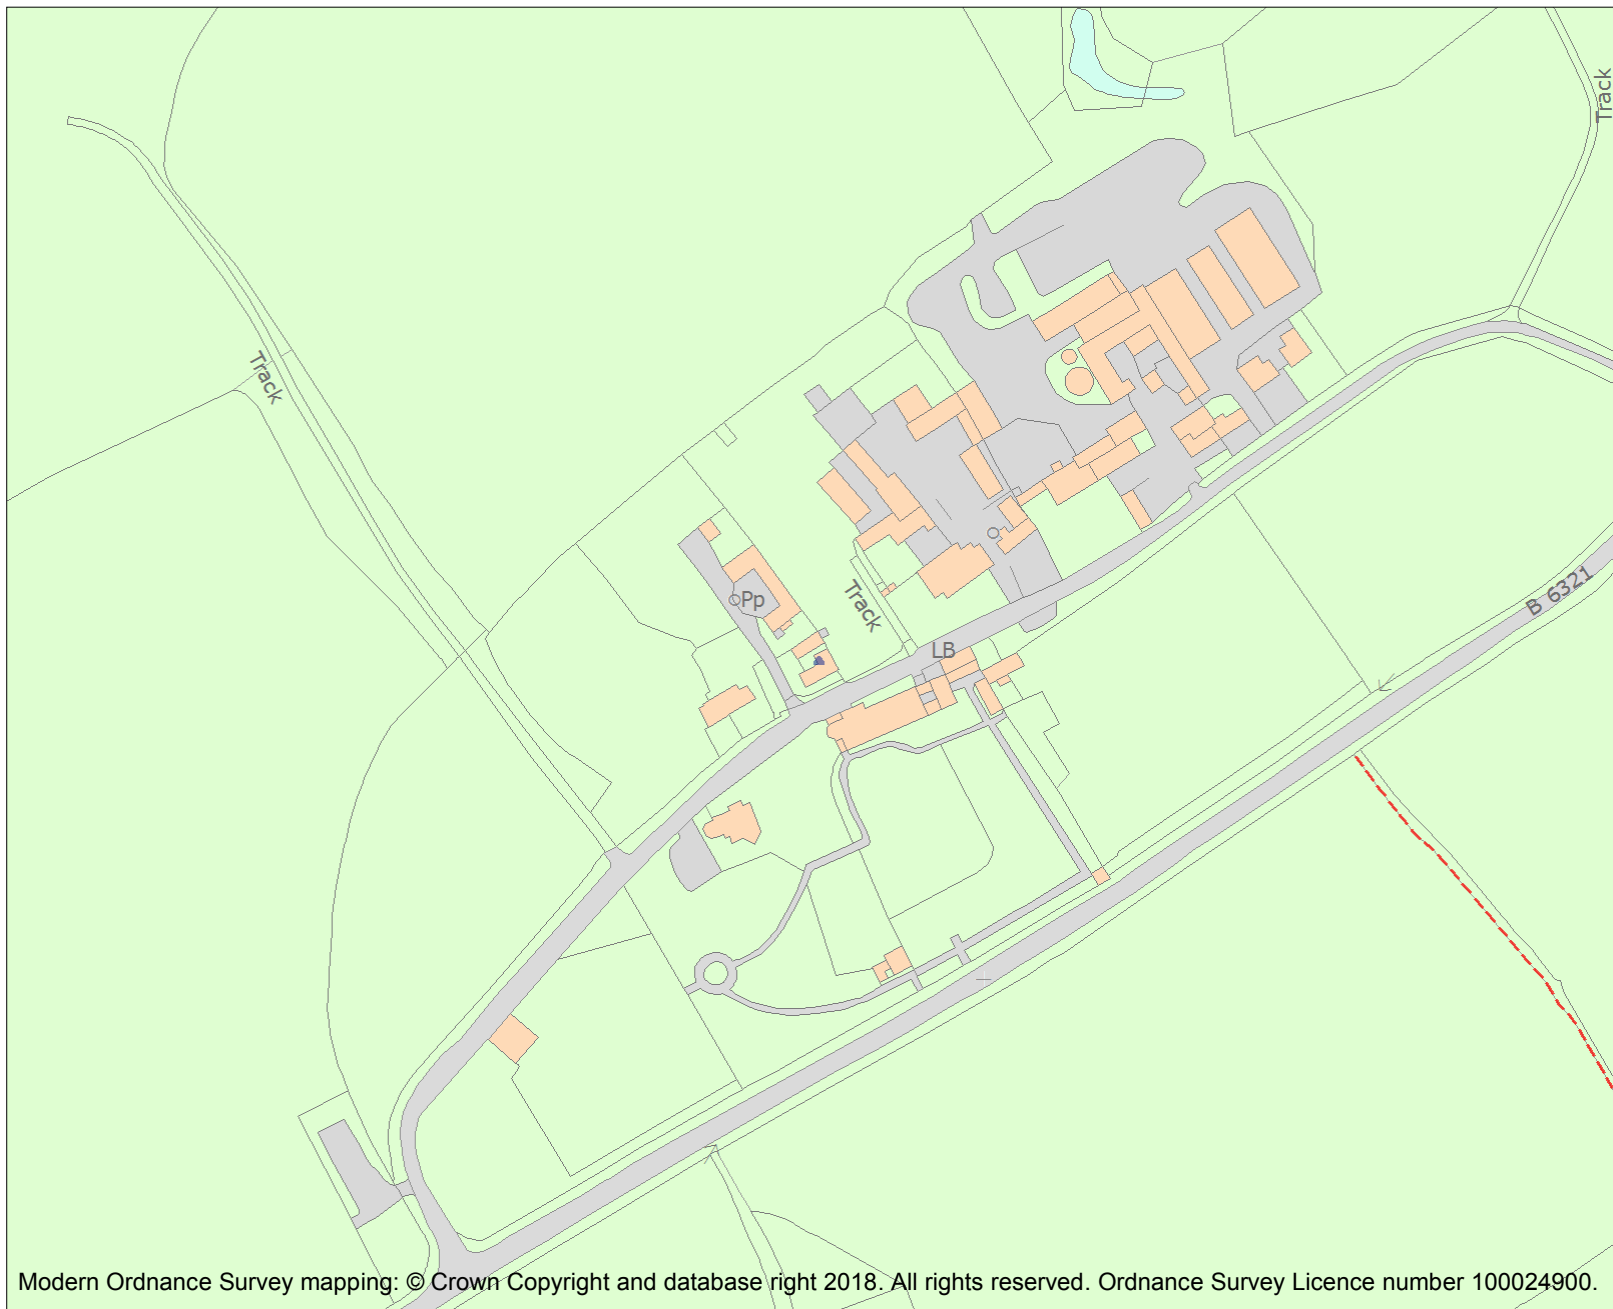 Track
Track
B 6321
Pp
Track
LB
Modern Ordnance Survey mapping: © Crown Copyright and database right 2018. All rights reserved. Ordnance Survey Licence number 100024900.